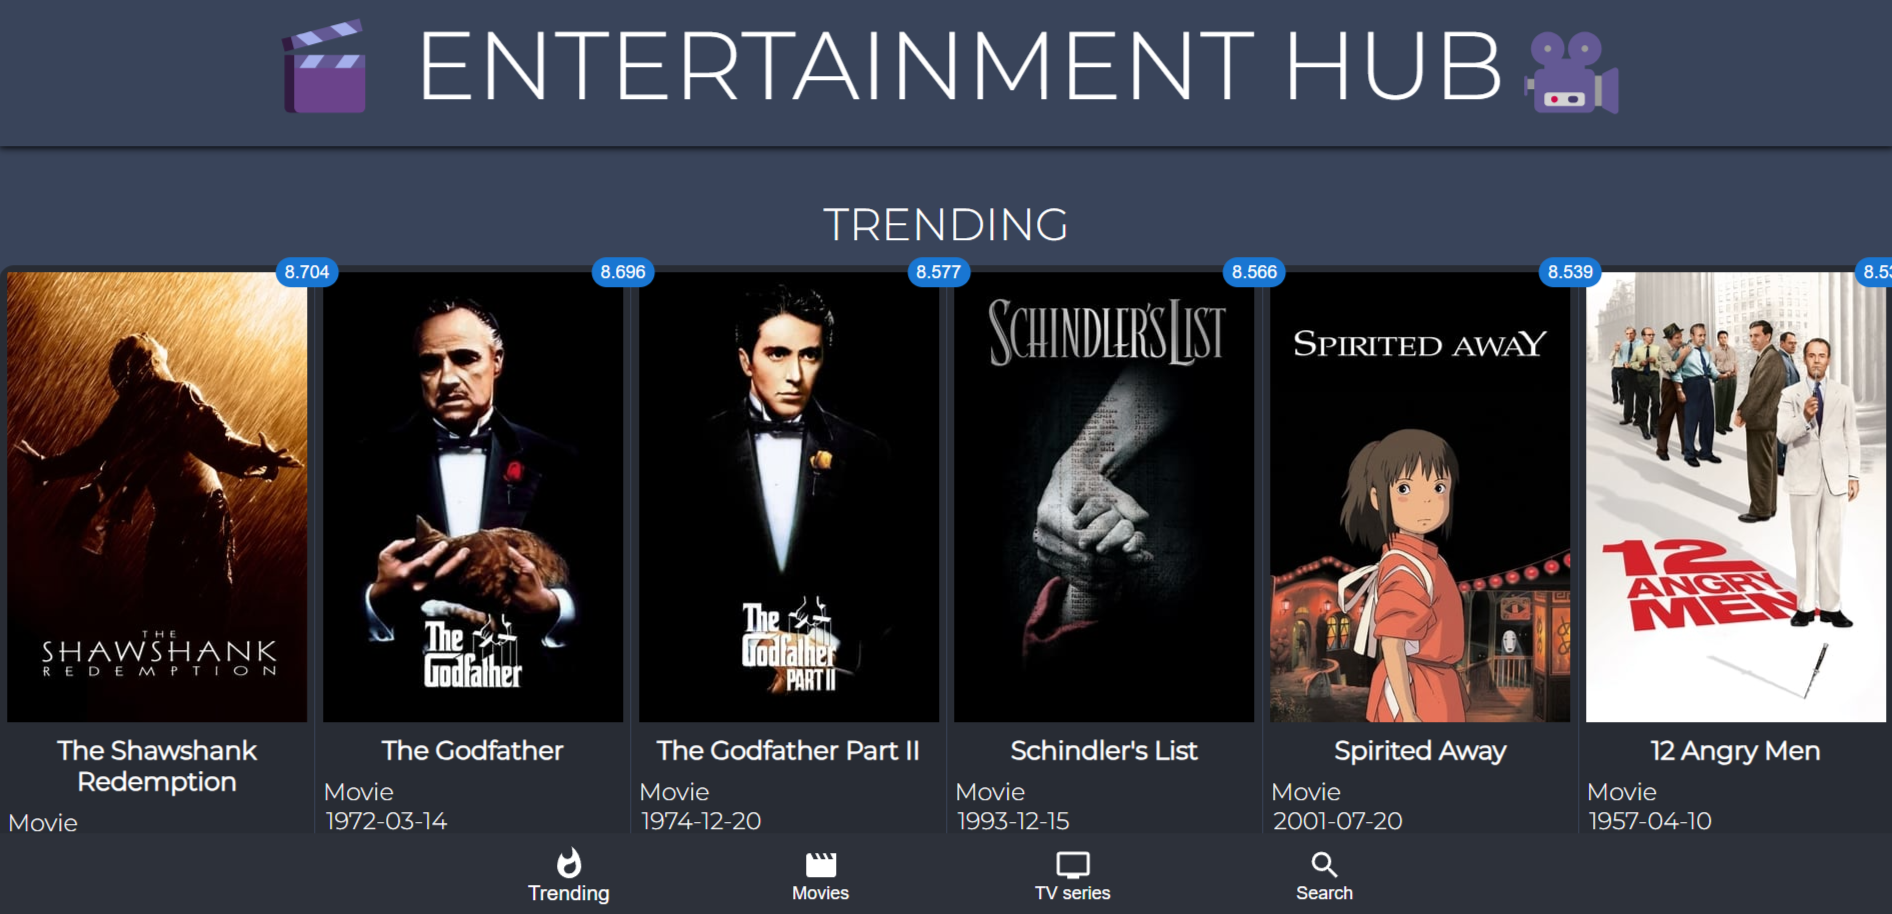 ENTERTAINMENT HUB
TRENDING
8.704
8.696
8.577
8.566
8.539
THE
SHAWSHANK
REDEMPTION
The
Godfather
The
Godfather
PART II
SCHINDLER'S LIST
SPIRITED AWAY
12
ANGRY
MEN
The Shawshank
Redemption
Movie
The Godfather
Movie
1972-03-14
The Godfather Part II
Movie
1974-12-20
Schindler's List
Movie
1993-12-15
Spirited Away
Movie
2001-07-20
12 Angry Men
Movie
1957-04-10
Trending
Movies
TV series
Search